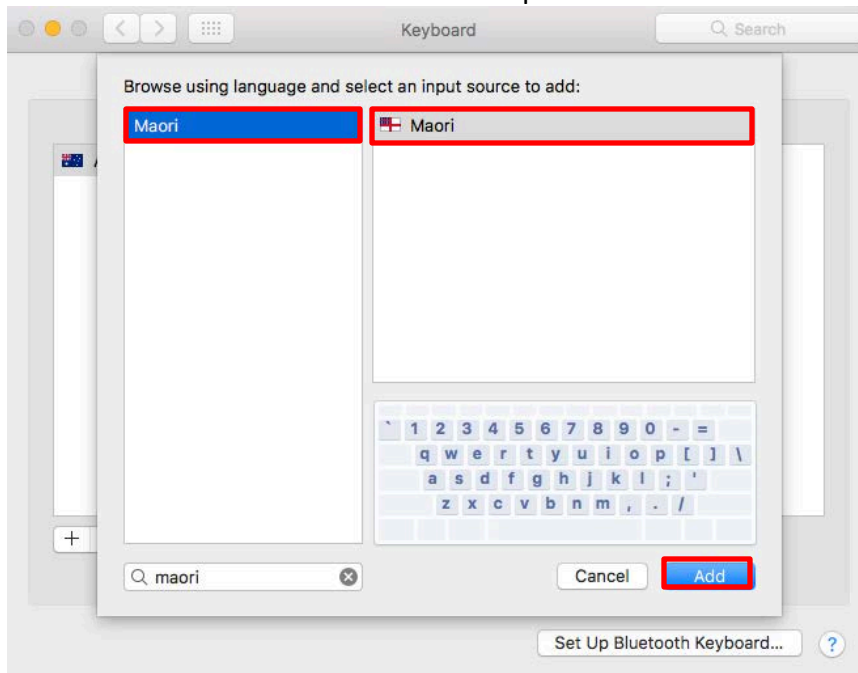 Keyboard
Search
Browse using language and select an input source to add:
Maori
Maori
A
` 1 2 3 4 5 6 7 8 9 0 - =
q w e r t y u i o p [ ] \
a s d f g h j k l ; '
z x c v b n m , . /
+
maori
Cancel
Add
Set Up Bluetooth Keyboard...
?